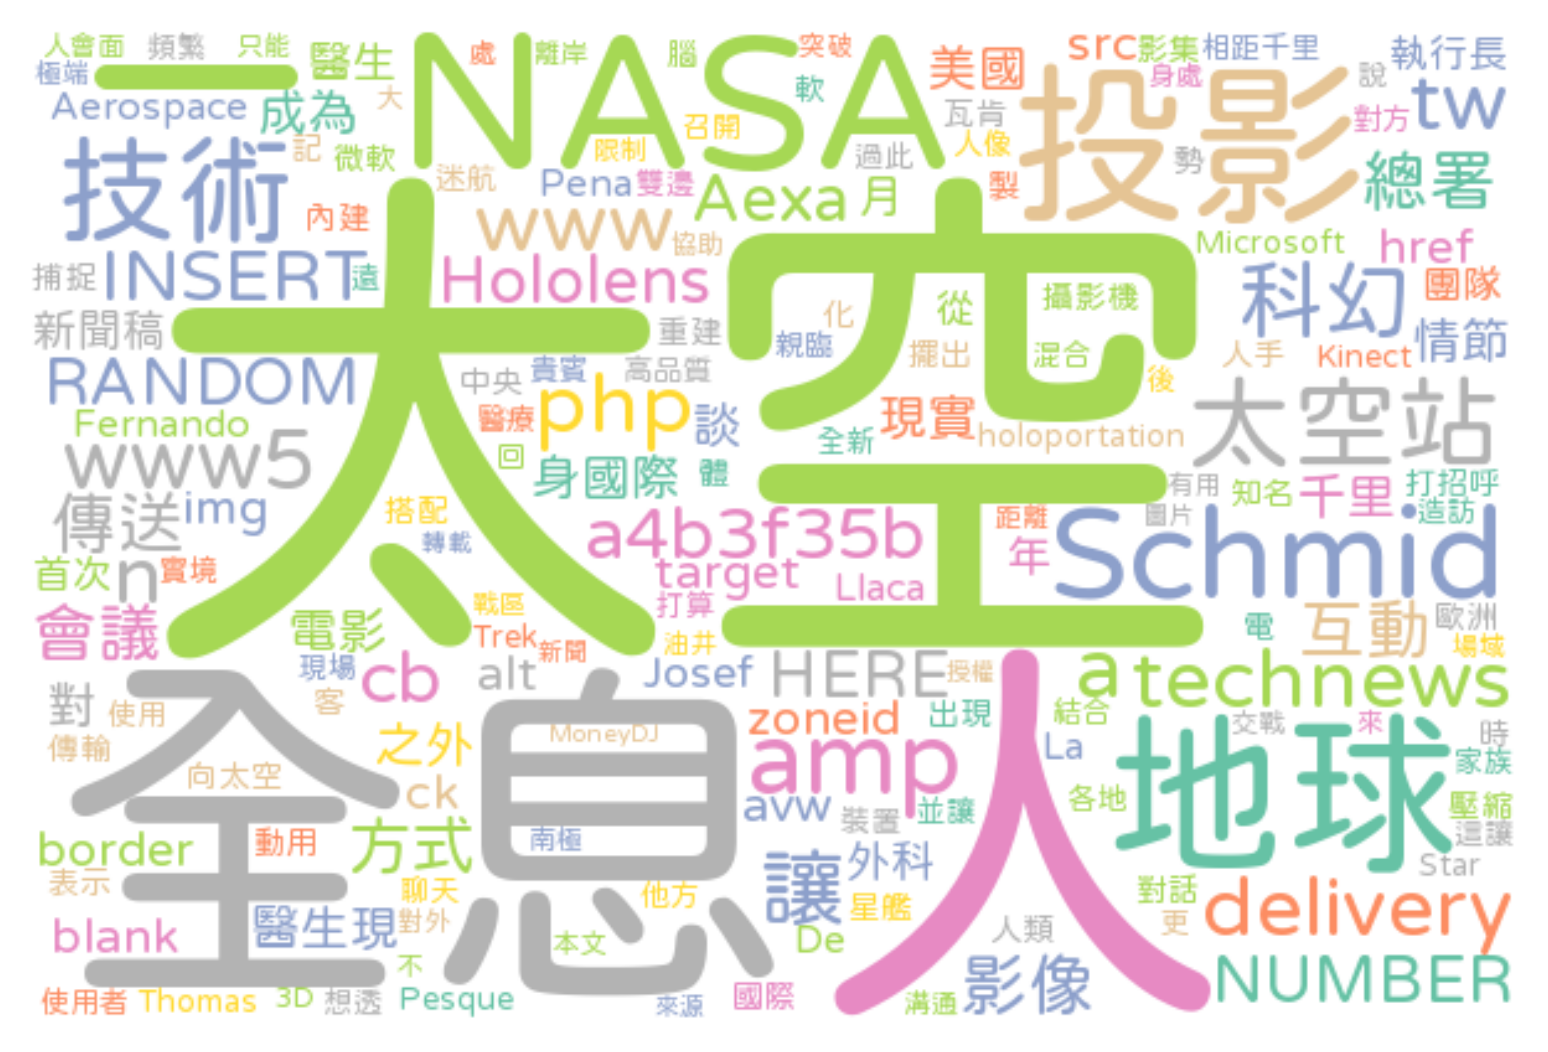 人會面 頻繁 只能 醫生 NASA 處 離岸 腦 突破 美國 src 影集 相距千里 執行長
極端 一 軟 身處 說 tw
Aerospace 成為 大 召開 瓦肯 投影 對方
技術 記 微軟 限制 過此 人像 勢 總署
迷航 Pena 雙邊 Aexa 月 製
內建 www 協助 Microsoft href
捕捉 INSERT 遠 Hololens 太空 科幻 團隊
新聞稿 重建 化 從 攝影機 情節
RANDOM 中央 貴賓 高品質 親臨 擺出 混合 後 人手 Kinect
Fernando 醫療 php 談 全新 現實 holoportation 太空站
www5 回 身國際 體 有用 知名 千里 打招呼
傳送 img 搭配 a4b3f35b 距離 圖片 Schmid 造訪
首次 n 實境 轉載 target Llaca 年
會議 電影 戰區 打算 電 互動 歐洲
Trek 新聞 油井 場域
現場 cb alt Josef HERE 授權 人 a technews
對 使用 客 zoneid 出現 結合 交戰 來 時
傳輸 之外 MoneyDJ amp La 地球 家族
向太空 全息 ck avw 裝置 並讓 各地 壓縮
border 動用 方式 南極 外科 這讓
表示 聊天 他方 讓 星艦 對話 Star
blank 醫生現 對外 本文 De 人類 更 delivery
不 影像 NUMBER
使用者 Thomas 3D 想透 Pesque 來源 國際 溝通